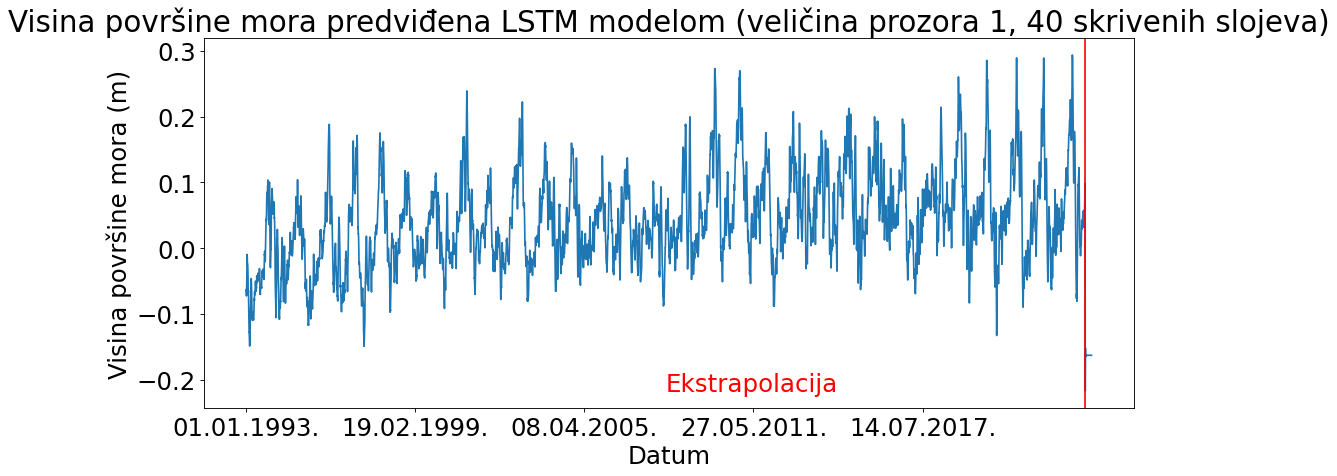 Visina površine mora predviđena LSTM modelom (veličina prozora 1, 40 skrivenih slojeva)
Visina površine mora (m)
0.3
0.2
0.1
0.0
−0.1
−0.2
Ekstrapolacija
01.01.1993. 19.02.1999. 08.04.2005. 27.05.2011. 14.07.2017.
Datum